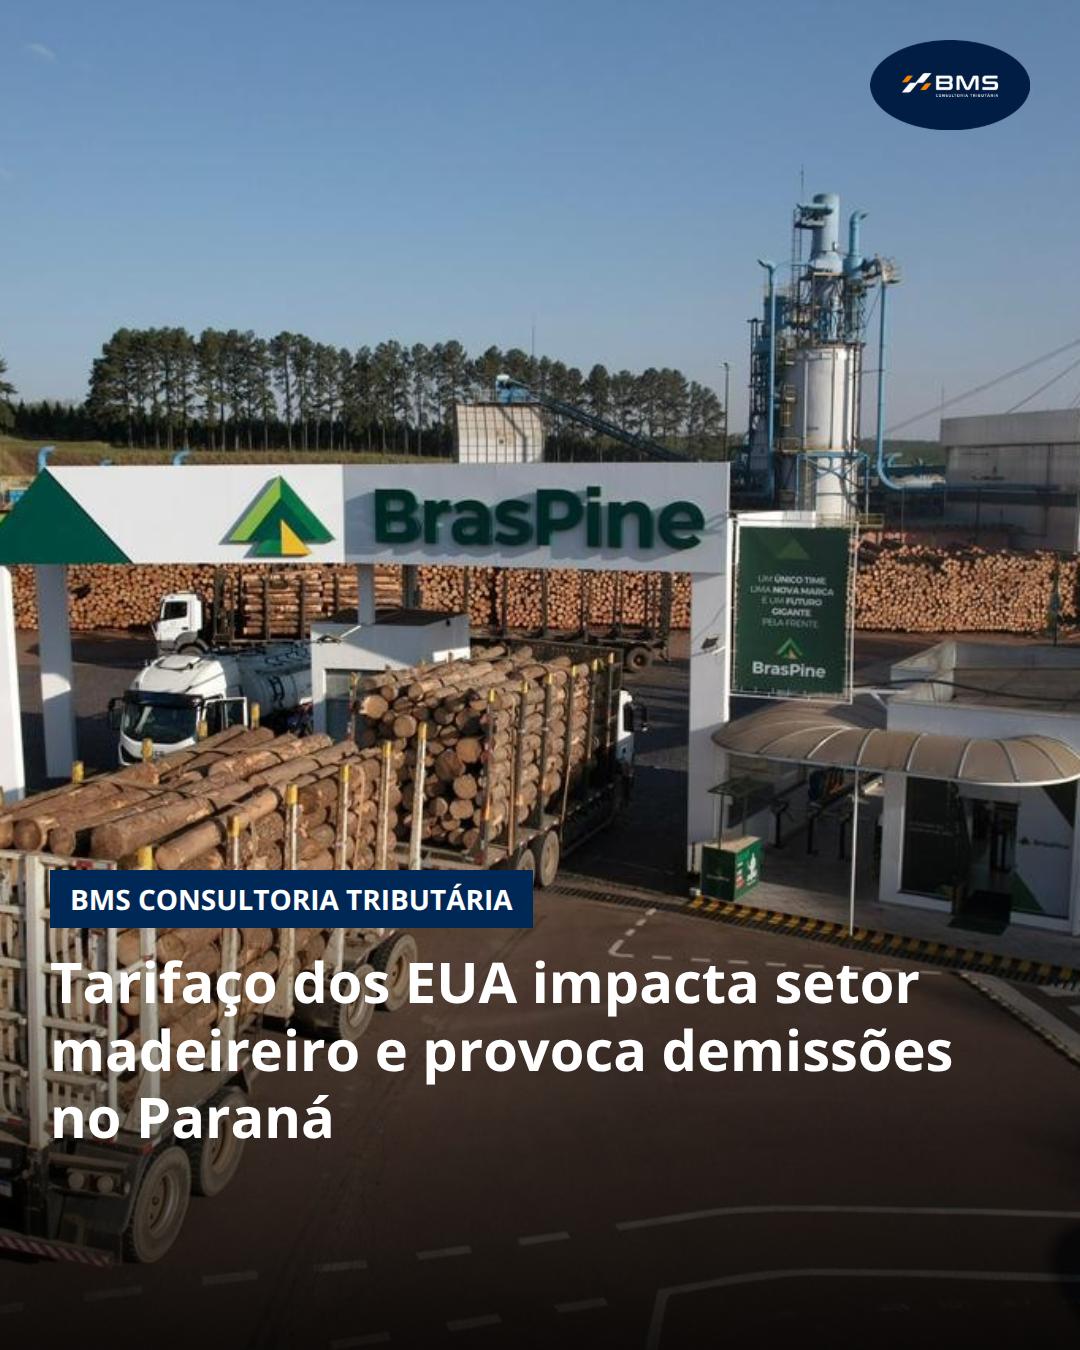 BMS
CONSULTORIA TRIBUTÁRIA
BrasPine
UM ÚNICO TIME
UMA NOVA MARCA
E UM FUTURO
GIGANTE
PELA FRENTE
BrasPine
BMS CONSULTORIA TRIBUTÁRIA
Tarifaço dos EUA impacta setor
madeireiro e provoca demissões
no Paraná